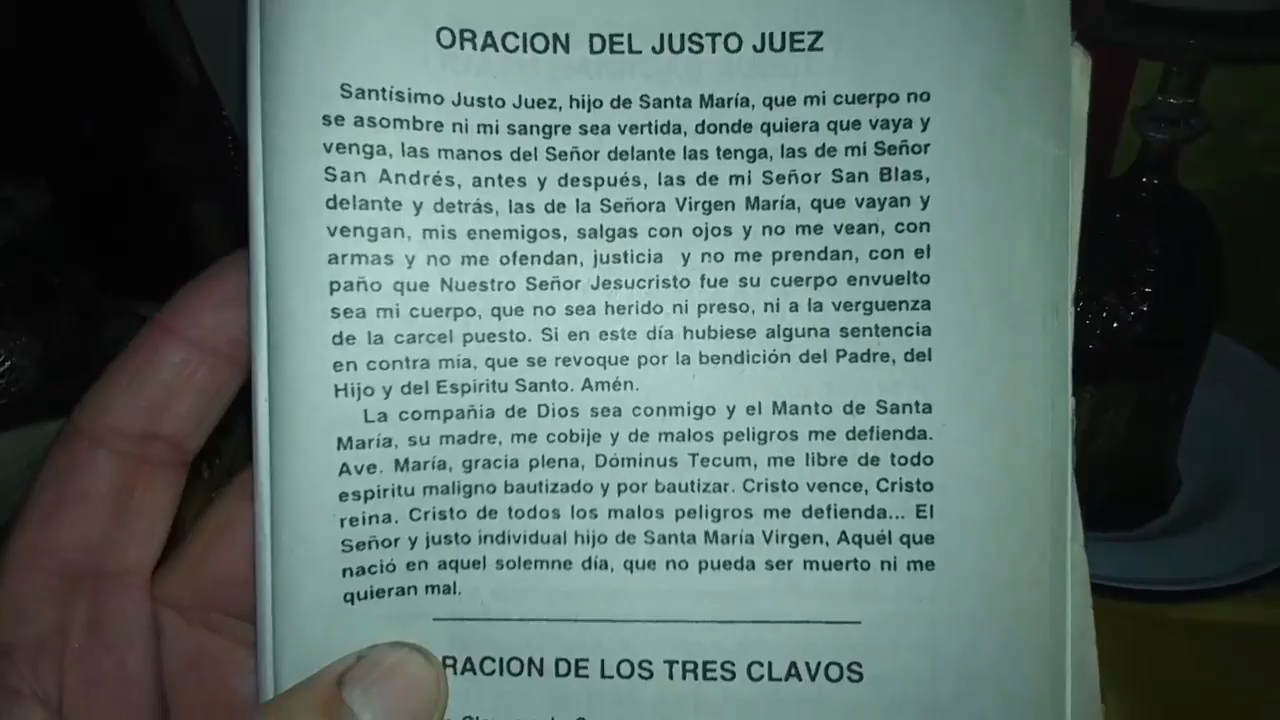 ORACION DEL JUSTO JUEZ
Santísimo Justo Juez, hijo de Santa María, que mi cuerpo no
se asombre ni mi sangre sea vertida, donde quiera que vaya y
venga, las manos del Señor delante las tenga, las de mi Señor
San Andrés, antes y después, las de mi Señor San Blas,
delante y detrás, las de la Señora Virgen María, que vayan y
vengan, mis enemigos, salgas con ojos y no me vean, con
armas y no me ofendan, justicia y no me prendan, con el
paño que Nuestro Señor Jesucristo fue su cuerpo envuelto
sea mi cuerpo, que no sea herido ni preso, ni a la verguenza
de la carcel puesto. Si en este día hubiese alguna sentencia
en contra mía, que se revoque por la bendición del Padre, del
Hijo y del Espiritu Santo. Amén.
La compañia de Dios sea conmigo y el Manto de Santa
María, su madre, me cobije y de malos peligros me defienda.
Ave. María, gracia plena, Dóminus Tecum, me libre de todo
espiritu maligno bautizado y por bautizar. Cristo vence, Cristo
reina. Cristo de todos los malos peligros me defienda... El
Señor y justo individual hijo de Santa María Virgen, Aquél que
nació en aquel solemne día, que no pueda ser muerto ni me
quieran mal.
RACION DE LOS TRES CLAVOS